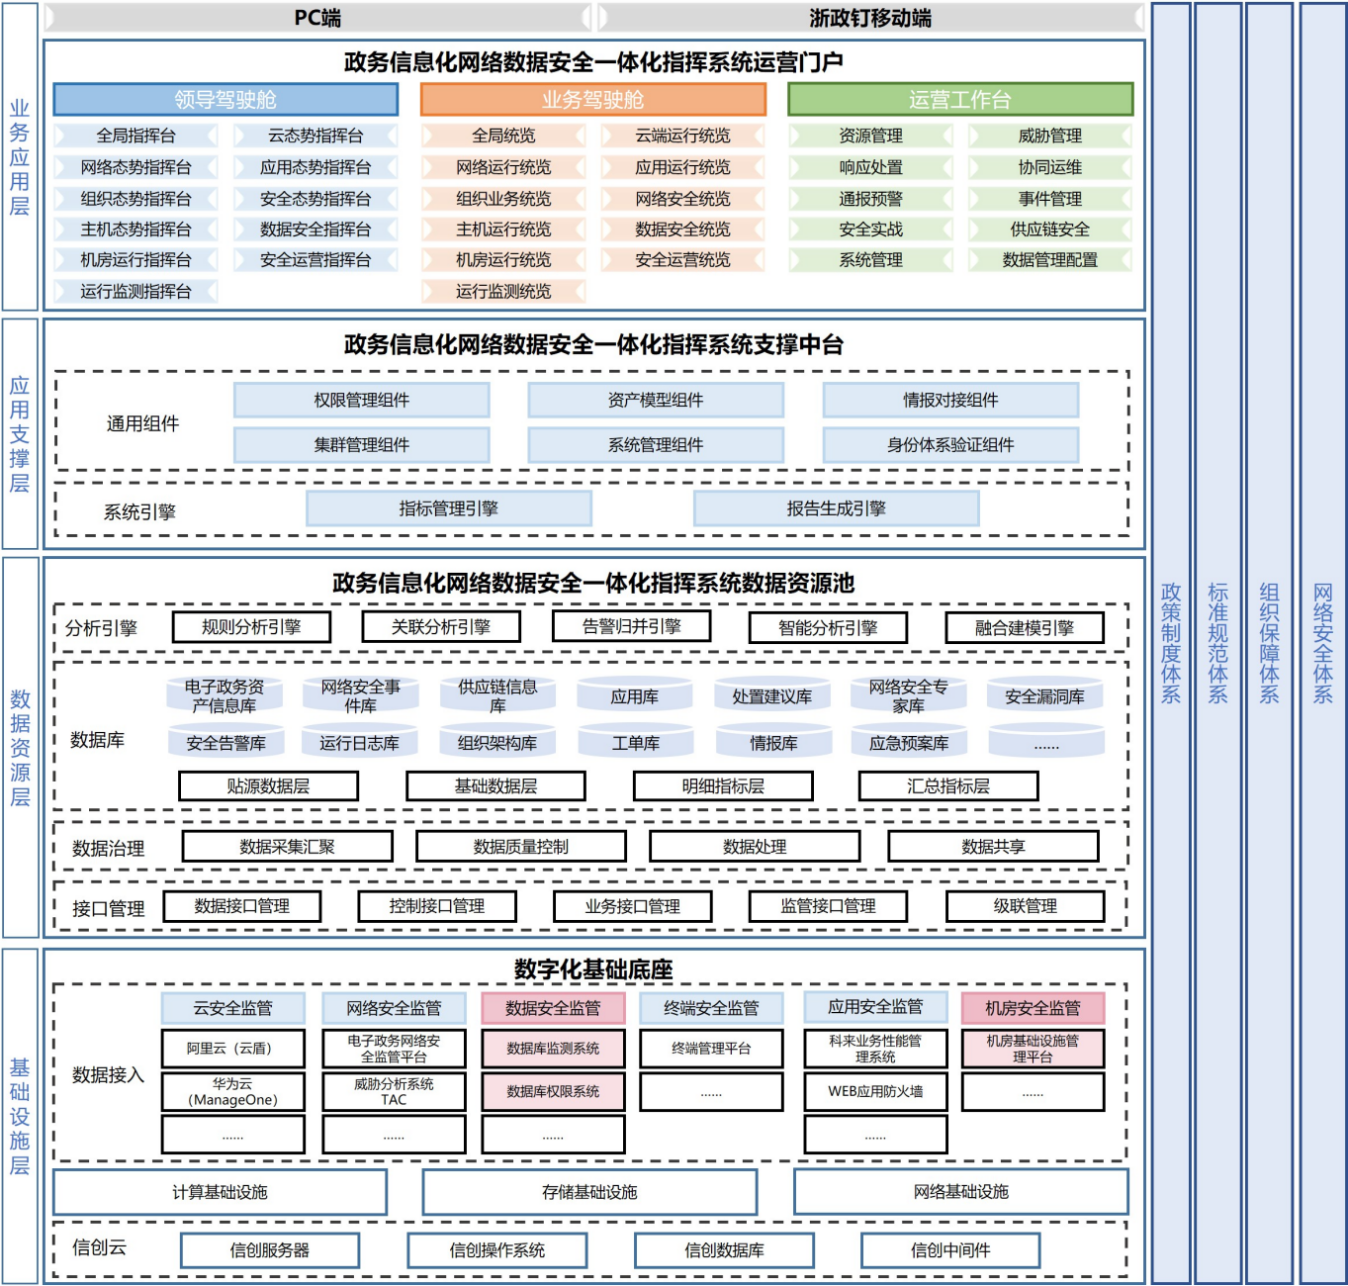 PC端
浙政钉移动端
业务应用层
政务信息化网络数据安全一体化指挥系统运营门户
领导驾驶舱
业务驾驶舱
运营工作台
全局指挥台
云态势指挥台
全局统览
云端运行统览
资源管理
威胁管理
网络态势指挥台
应用态势指挥台
网络运行统览
应用运行统览
响应处置
协同运维
组织态势指挥台
安全态势指挥台
组织业务统览
网络安全统览
通报预警
事件管理
主机态势指挥台
数据安全指挥台
主机运行统览
数据安全统览
安全实战
供应链安全
机房运行指挥台
安全运营指挥台
机房运行统览
安全运营统览
系统管理
数据管理配置
运行监测指挥台
运行监测统览
应用支撑层
政务信息化网络数据安全一体化指挥系统支撑中台
通用组件
权限管理组件
资产模型组件
情报对接组件
集群管理组件
系统管理组件
身份体系验证组件
系统引擎
指标管理引擎
报告生成引擎
数据资源层
政务信息化网络数据安全一体化指挥系统数据资源池
分析引擎
规则分析引擎
关联分析引擎
告警归并引擎
智能分析引擎
融合建模引擎
数据库
电子政务资
产信息库
网络安全事
件库
供应链信息
库
应用库
处置建议库
网络安全专
家库
安全漏洞库
安全告警库
运行日志库
组织架构库
工单库
情报库
应急预案库
......
贴源数据层
基础数据层
明细指标层
汇总指标层
数据治理
数据采集汇聚
数据质量控制
数据处理
数据共享
接口管理
数据接口管理
控制接口管理
业务接口管理
监管接口管理
级联管理
基础设施层
数字化基础底座
数据接入
云安全监管
网络安全监管
数据安全监管
终端安全监管
应用安全监管
机房安全监管
阿里云（云盾）
电子政务网络安
全监管平台
数据库监测系统
终端管理平台
科来业务性能管
理系统
机房基础设施管
理平台
华为云
（ManageOne）
威胁分析系统
TAC
数据库权限系统
......
WEB应用防火墙
......
......
......
......
......
计算基础设施
存储基础设施
网络基础设施
信创云
信创服务器
信创操作系统
信创数据库
信创中间件
政策制度体系
标准规范体系
组织保障体系
网络安全体系